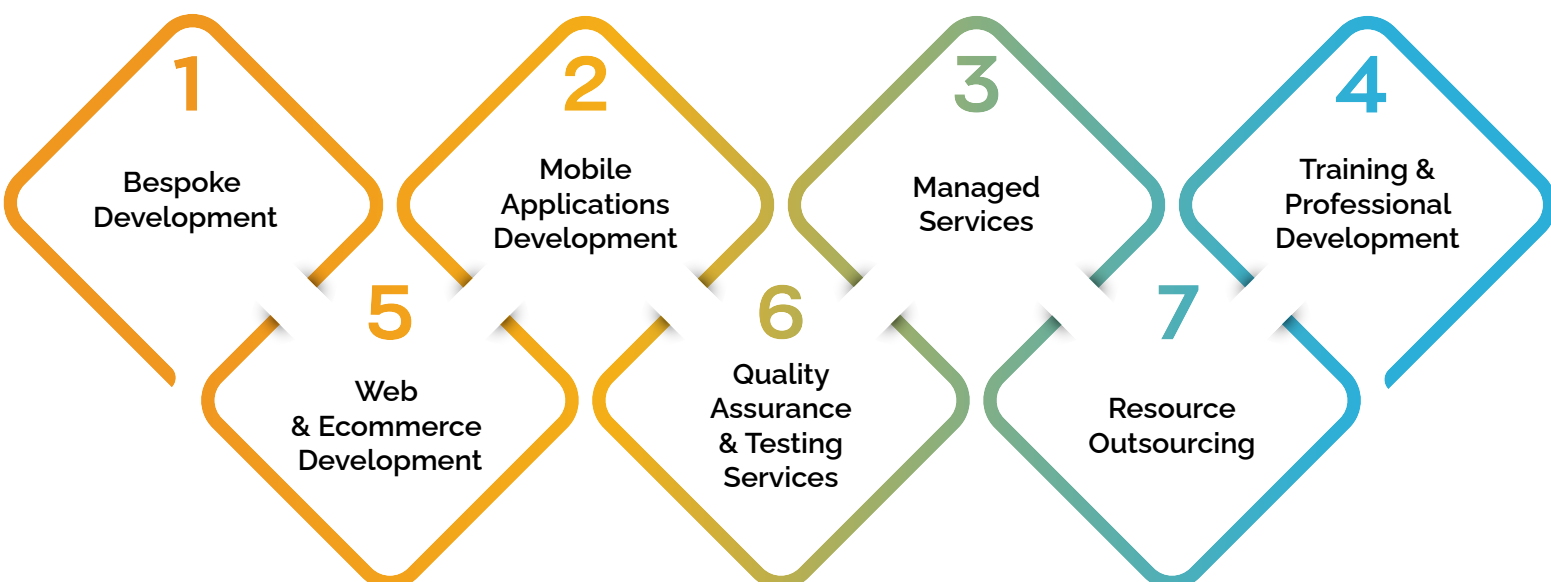 1
Bespoke
Development
2
Mobile
Applications
Development
3
Managed
Services
4
Training &
Professional
Development
5
Web
& Ecommerce
Development
6
Quality
Assurance
& Testing
Services
7
Resource
Outsourcing